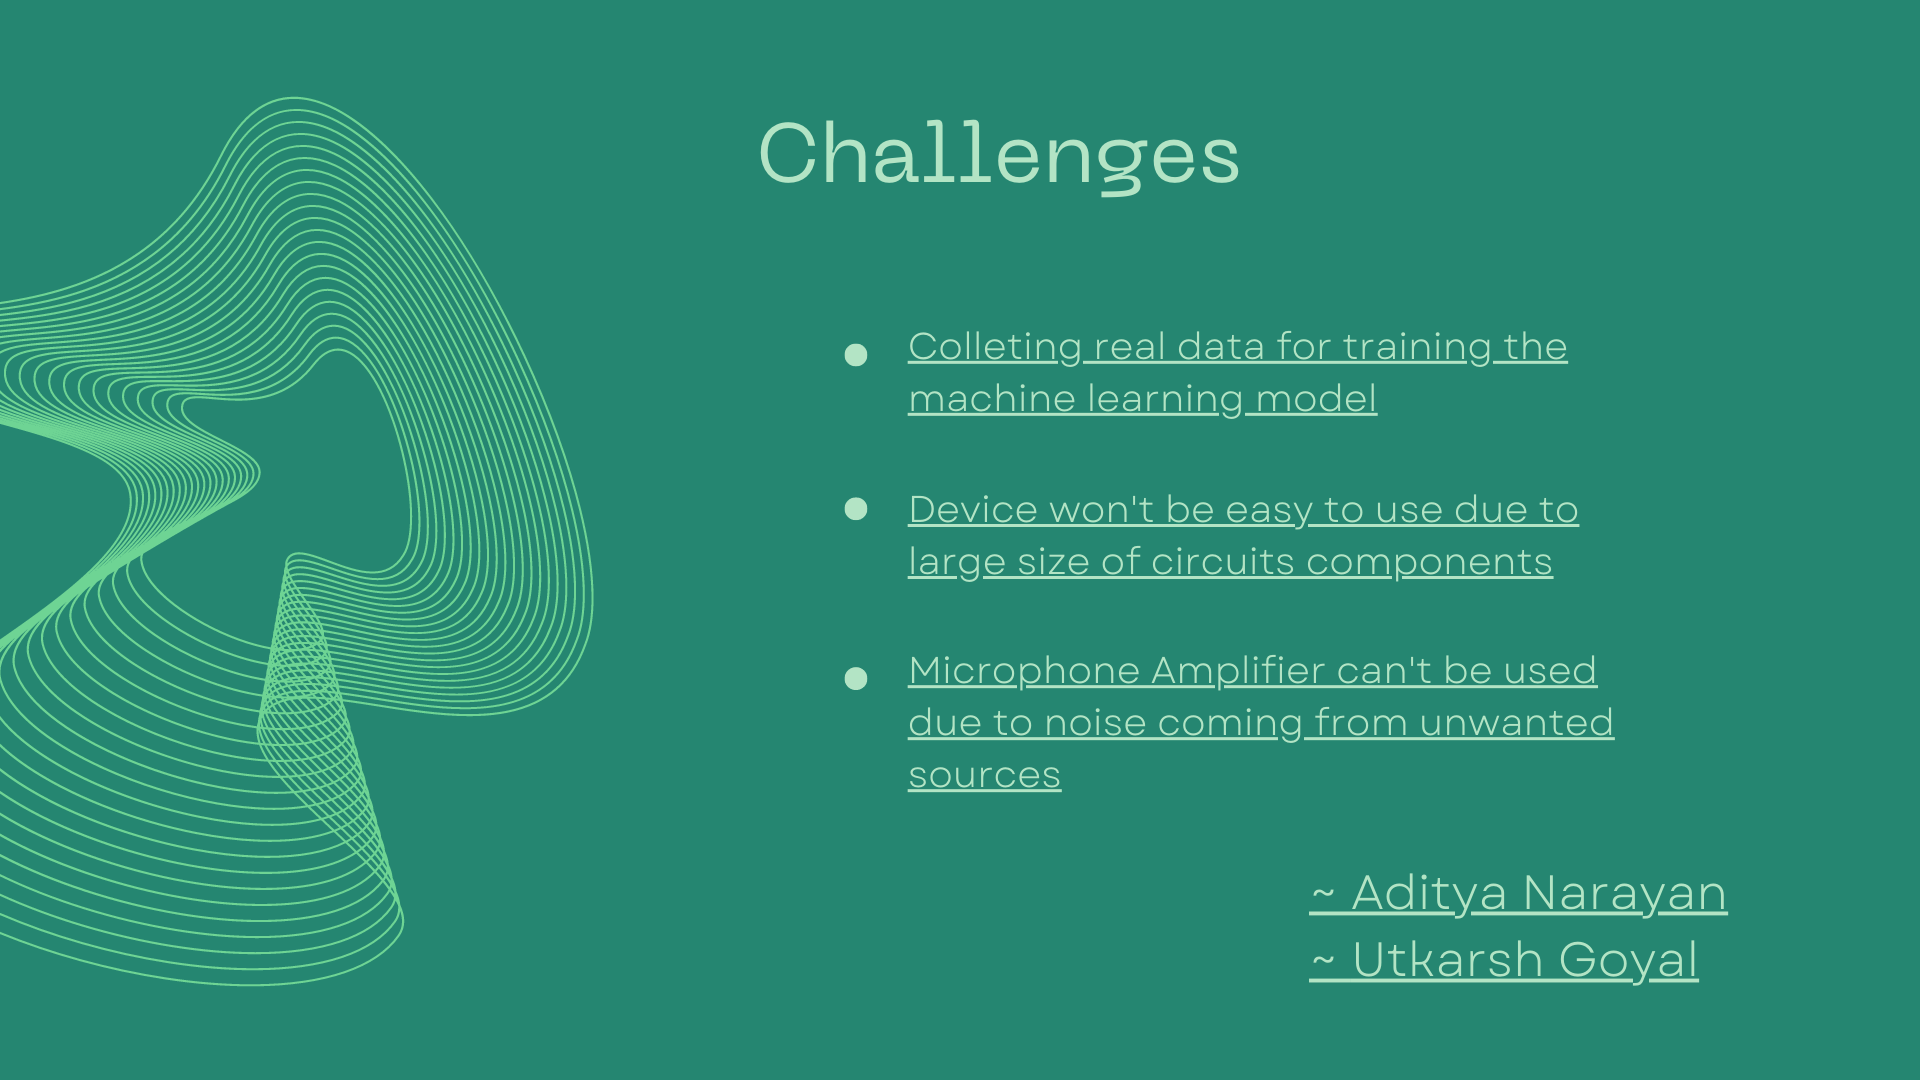 Challenges
Colleting real data for training the
machine learning model
Device won't be easy to use due to
large size of circuits components
Microphone Amplifier can't be used
due to noise coming from unwanted
sources
~ Aditya Narayan
~ Utkarsh Goyal